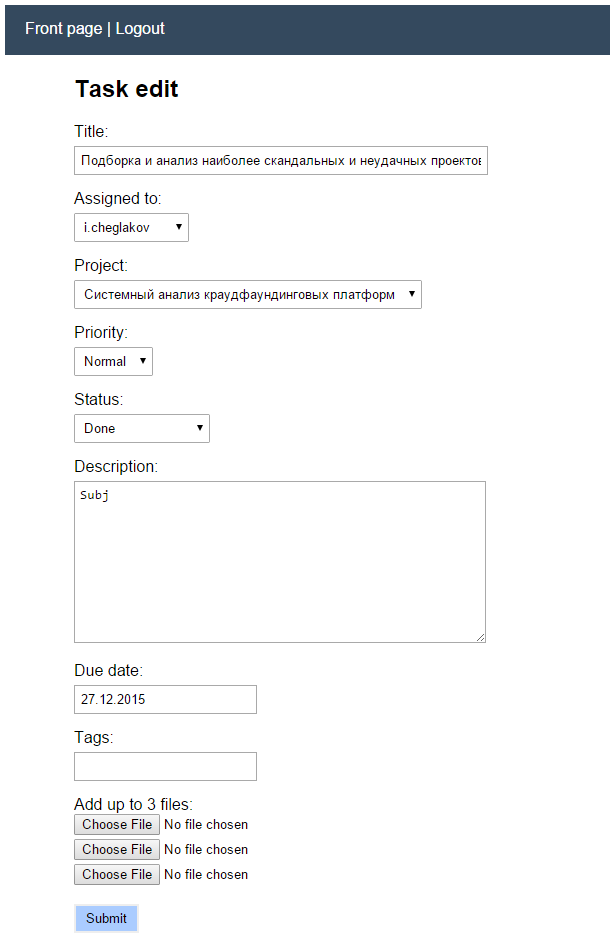 Front page | Logout
Task edit
Title:
Подборка и анализ наиболее скандальных и неудачных проектов
Assigned to:
i.cheglakov
Project:
Системный анализ краудфаундинговых платформ
Priority:
Normal
Status:
Done
Description:
Subj
Due date:
27.12.2015
Tags:
Add up to 3 files:
Choose File No file chosen
Choose File No file chosen
Choose File No file chosen
Submit